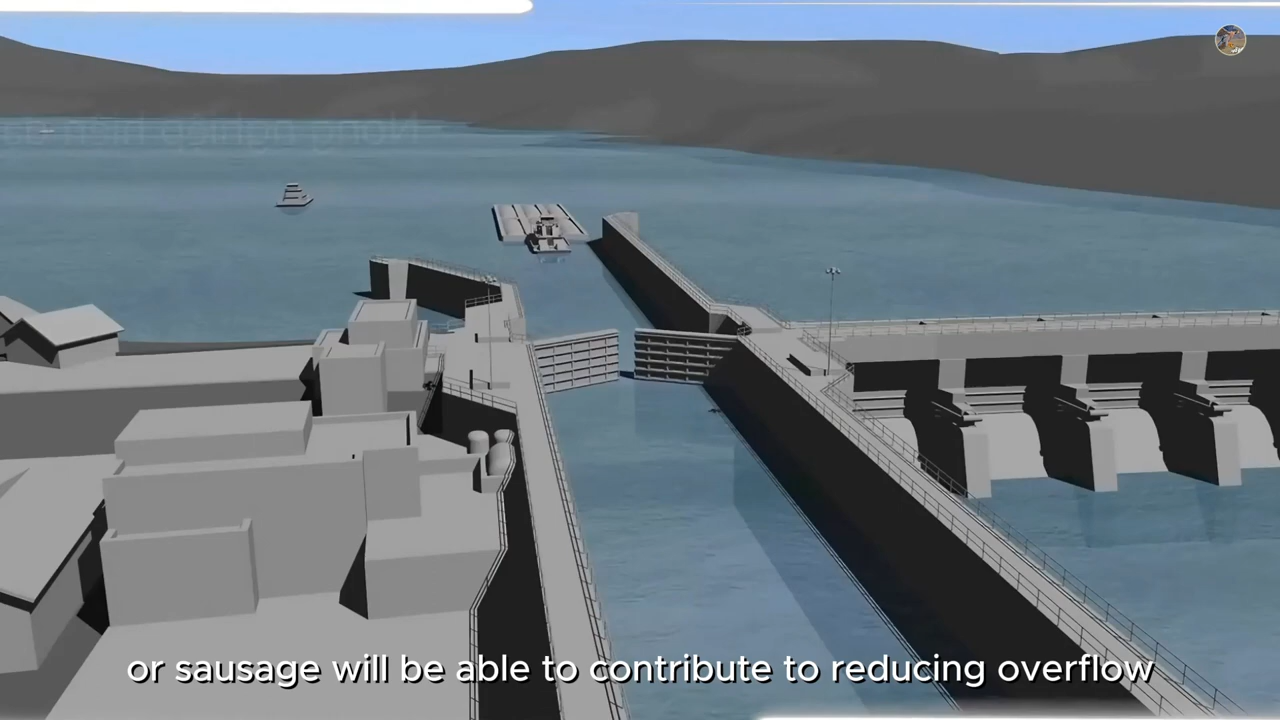 or sausage will be able to contribute to reducing overflow